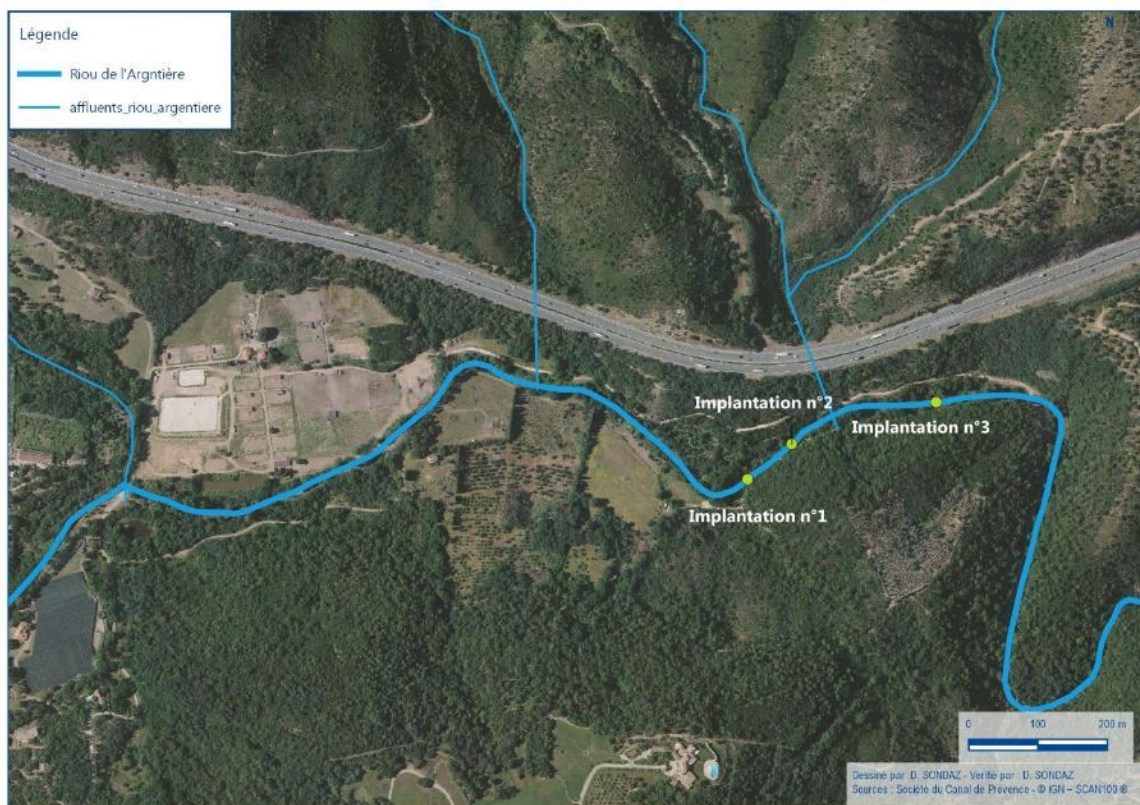 Légende
Riou de l'Argntière
affluents_riou_argentiere
N
Implantation n°2
Implantation n°3
Implantation n°1
0 100 200 m
Dessiné par : D. SONDAZ - Vérifié par : D. SONDAZ
Sources : Société du Canal de Provence - © IGN – SCAN100 ®